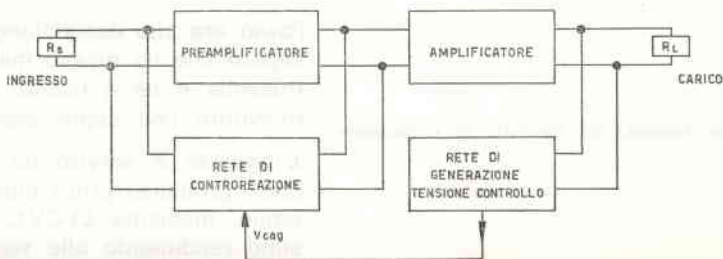 Rs
INGRESSO
PREAMPLIFICATORE
AMPLIFICATORE
RL
CARICO
RETE DI
CONTROREAZIONE
RETE DI
GENERAZIONE
TENSIONE CONTROLLO
Vcag